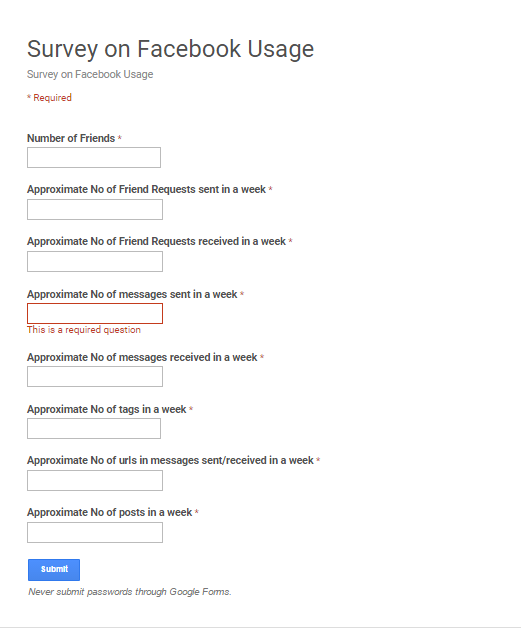 Survey on Facebook Usage
Survey on Facebook Usage
* Required
Number of Friends *
Approximate No of Friend Requests sent in a week *
Approximate No of Friend Requests received in a week *
Approximate No of messages sent in a week *
This is a required question
Approximate No of messages received in a week *
Approximate No of tags in a week *
Approximate No of urls in messages sent/received in a week *
Approximate No of posts in a week *
Submit
Never submit passwords through Google Forms.